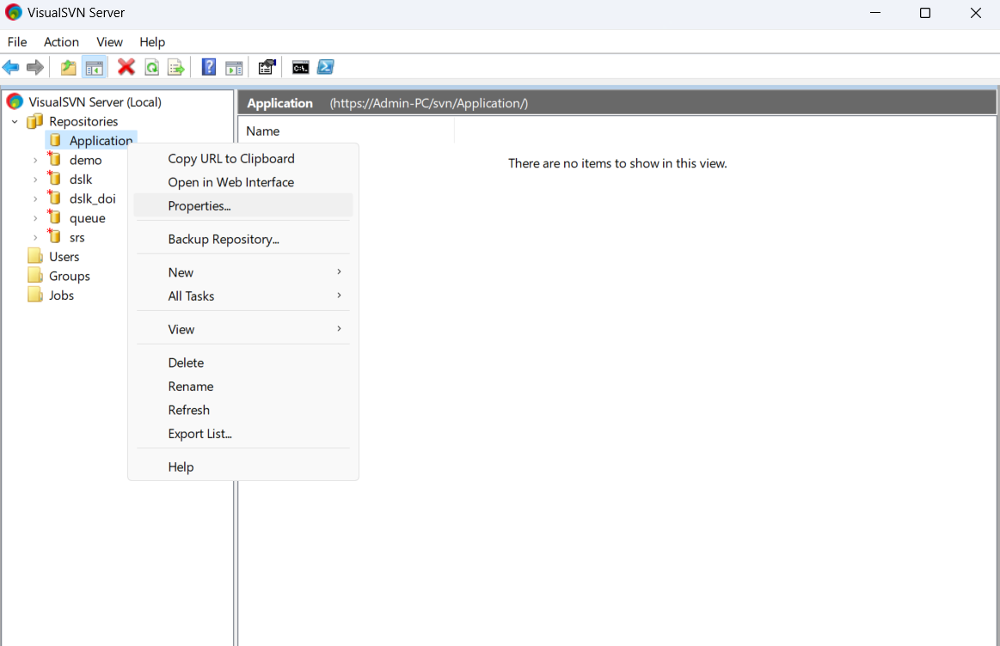 VisualSVN Server
File Action View Help
VisualSVN Server (Local)
Repositories
Application
demo
dslk
dslk_doi
queue
srs
Users
Groups
Jobs
Application (https://Admin-PC/svn/Application/)
Name
There are no items to show in this view.
Copy URL to Clipboard
Open in Web Interface
Properties...
Backup Repository...
New
All Tasks
View
Delete
Rename
Refresh
Export List...
Help